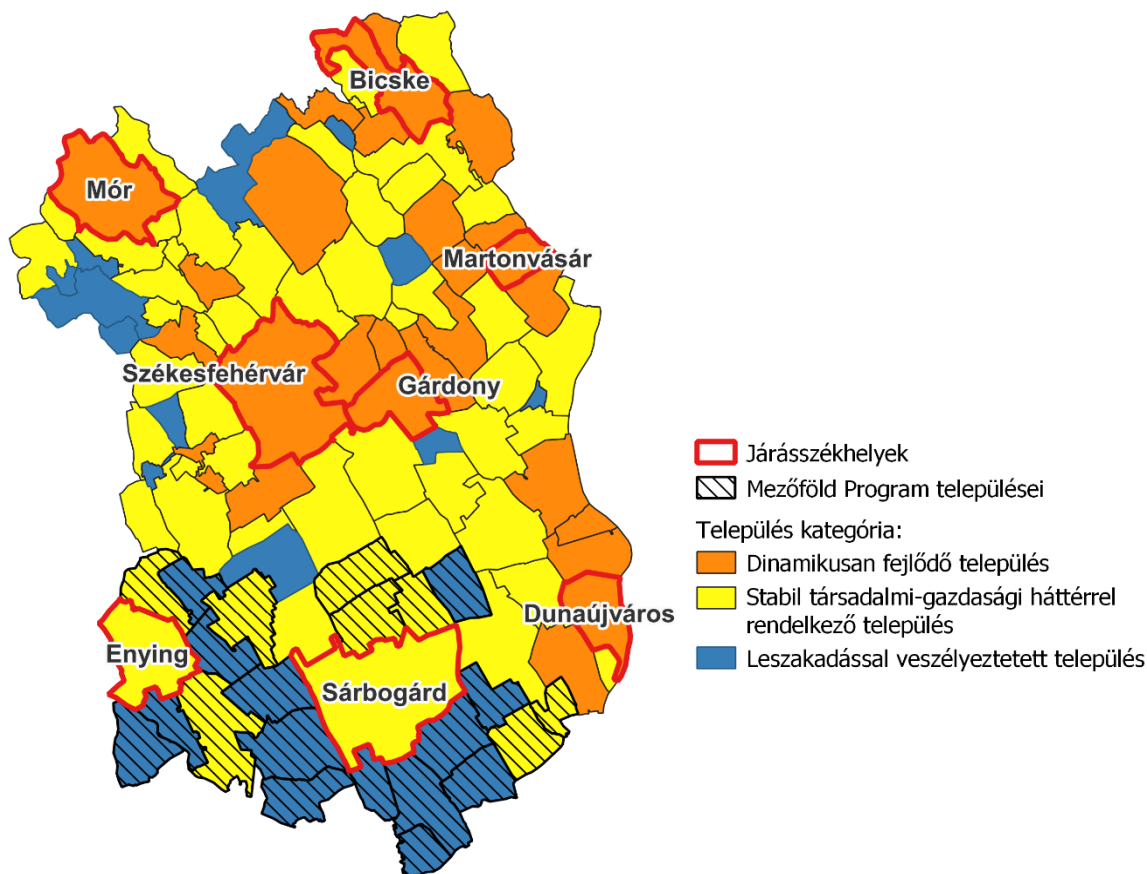 Bicske
Mór
Martonvásár
Székesfehérvár
Gárdony
Járásszékhelyek
Mezőföld Program települései
Település kategória:
Dinamikusan fejlődő település
Stabil társadalmi-gazdasági háttérrel
rendelkező település
Leszakadással veszélyeztetett település
Dunaújváros
Enying
Sárbogárd